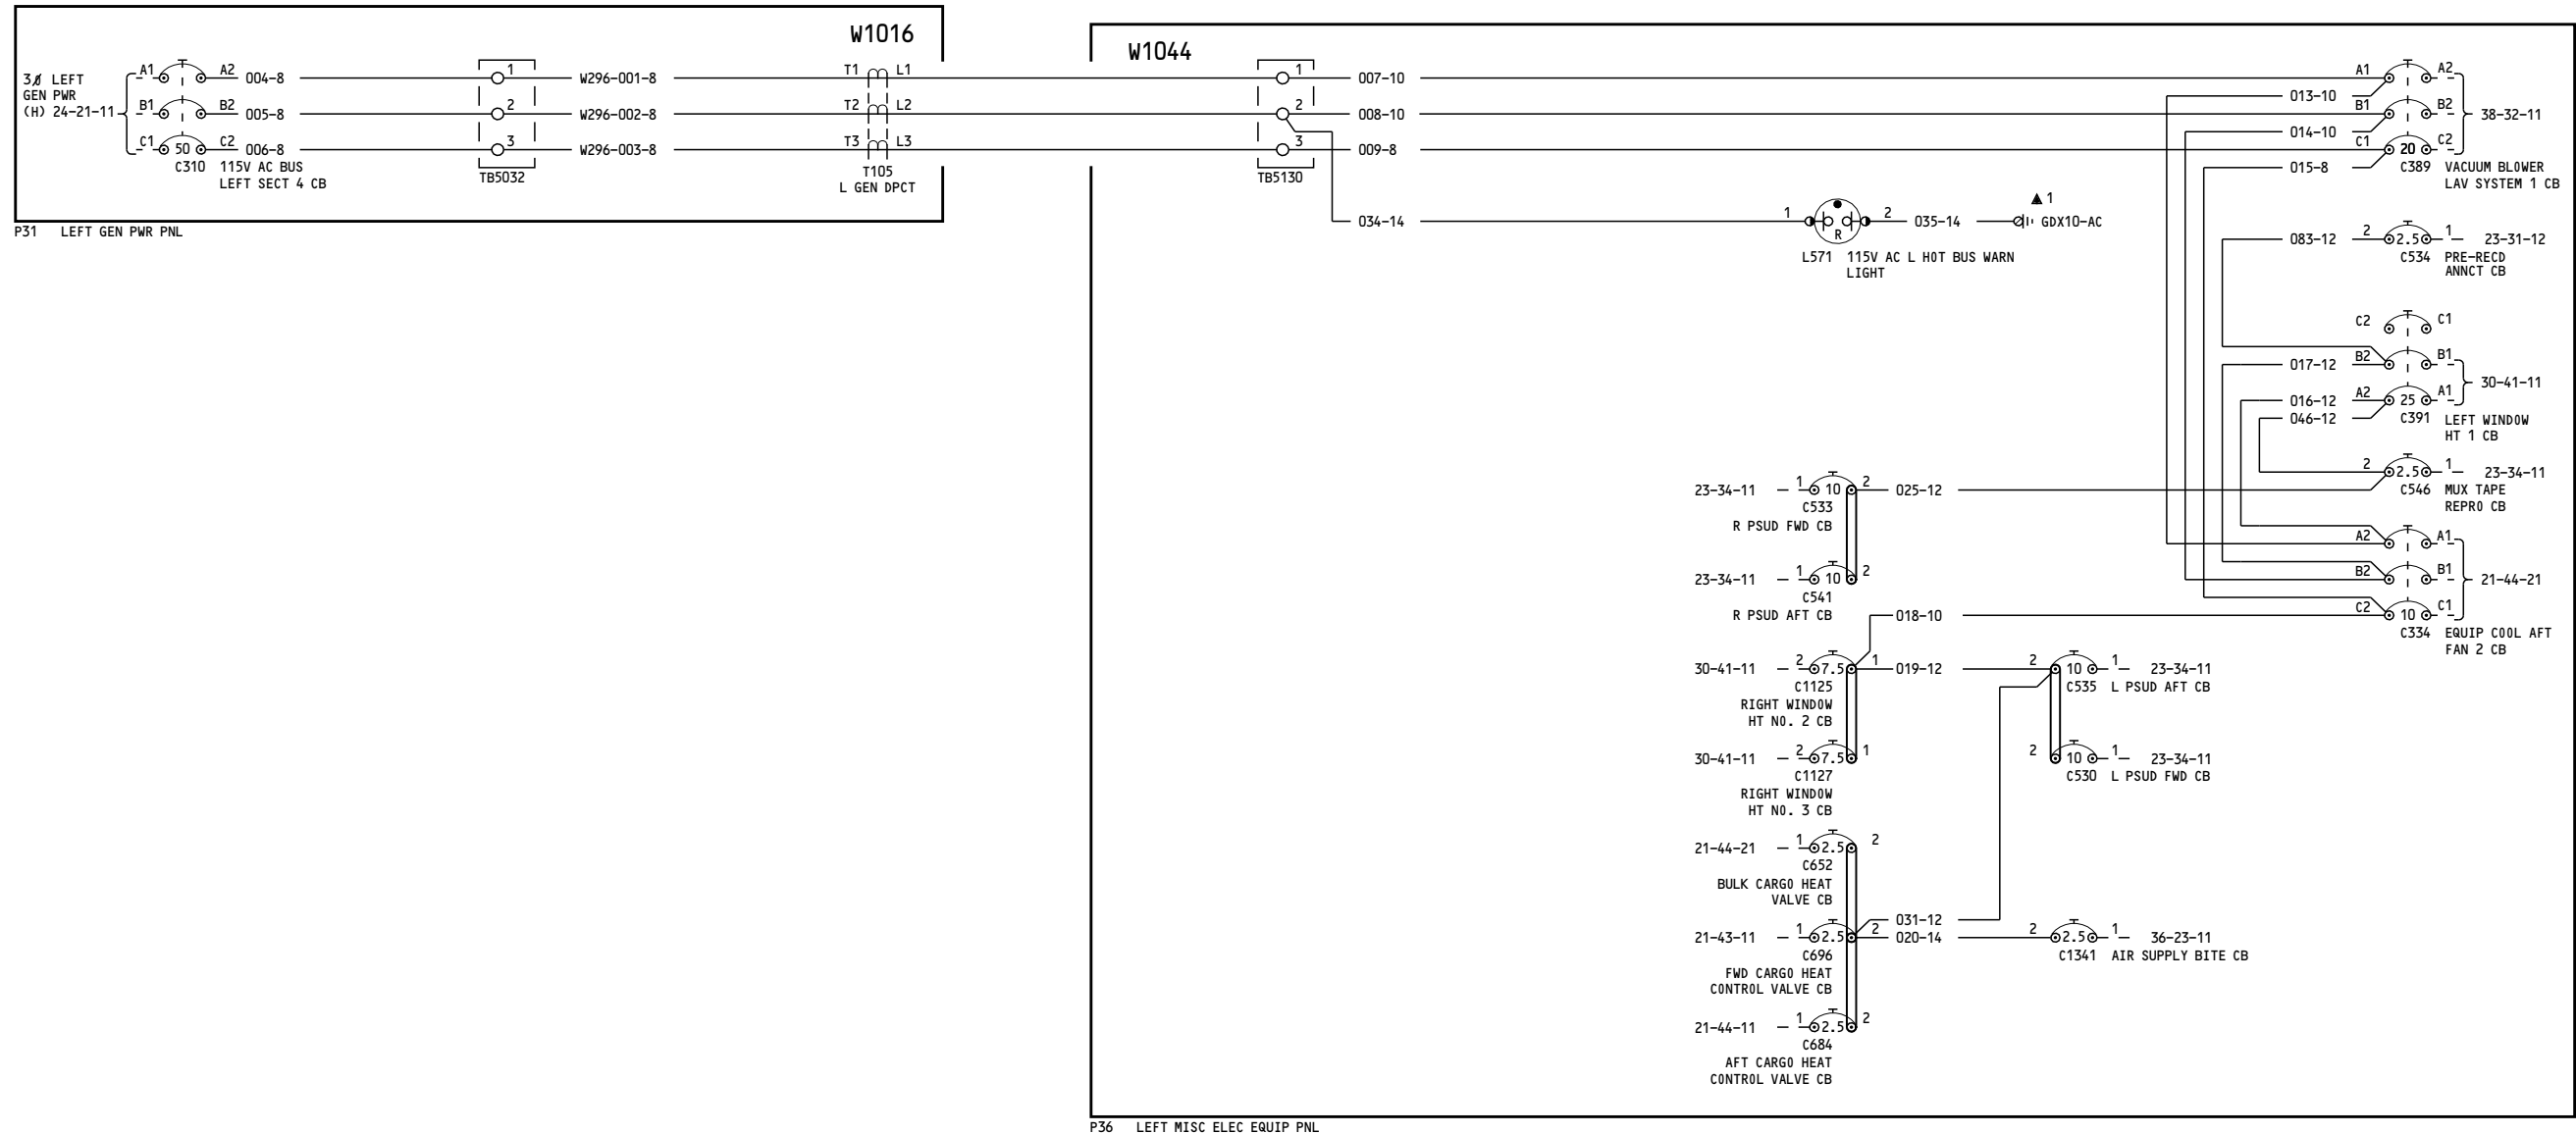 W1016
3Ø LEFT
GEN PWR
(H) 24-21-11
A1 A2 004-8
B1 B2 005-8
C1 50 C2 006-8
C310 115V AC BUS
LEFT SECT 4 CB
1
2
3
TB5032
W296-001-8
W296-002-8
W296-003-8
T1 L1
T2 L2
T3 L3
T105
L GEN DPCT
P31 LEFT GEN PWR PNL
W1044
1 007-10
2 008-10
3 009-8
TB5130
034-14
1 R 2 035-14 GDX10-AC
▲ 1
L571 115V AC L HOT BUS WARN
LIGHT
A1 A2
013-10
B1 B2 38-32-11
014-10
C1 20 C2
015-8
C389 VACUUM BLOWER
LAV SYSTEM 1 CB
083-12 2 2.5 1 23-31-12
C534 PRE-RECD
ANNCT CB
C2 C1
017-12 B2 B1
30-41-11
016-12 A2 25 A1
046-12
C391 LEFT WINDOW
HT 1 CB
2 2.5 1 23-34-11
C546 MUX TAPE
REPRO CB
23-34-11 1 10 2 025-12
C533
R PSUD FWD CB
A2 A1
23-34-11 1 10 2
C541
R PSUD AFT CB
B2 B1 21-44-21
018-10 C2 10 C1
C334 EQUIP COOL AFT
FAN 2 CB
30-41-11 2 7.5 1 019-12 2 10 1 23-34-11
C1125
RIGHT WINDOW
HT NO. 2 CB
C535 L PSUD AFT CB
30-41-11 2 7.5 1
C1127
RIGHT WINDOW
HT NO. 3 CB
2 10 1 23-34-11
C530 L PSUD FWD CB
21-44-21 1 2.5 2
C652
BULK CARGO HEAT
VALVE CB
031-12
21-43-11 1 2.5 2 020-14 2 2.5 1 36-23-11
C696
FWD CARGO HEAT
CONTROL VALVE CB
C1341 AIR SUPPLY BITE CB
21-44-11 1 2.5 2
C684
AFT CARGO HEAT
CONTROL VALVE CB
P36 LEFT MISC ELEC EQUIP PNL